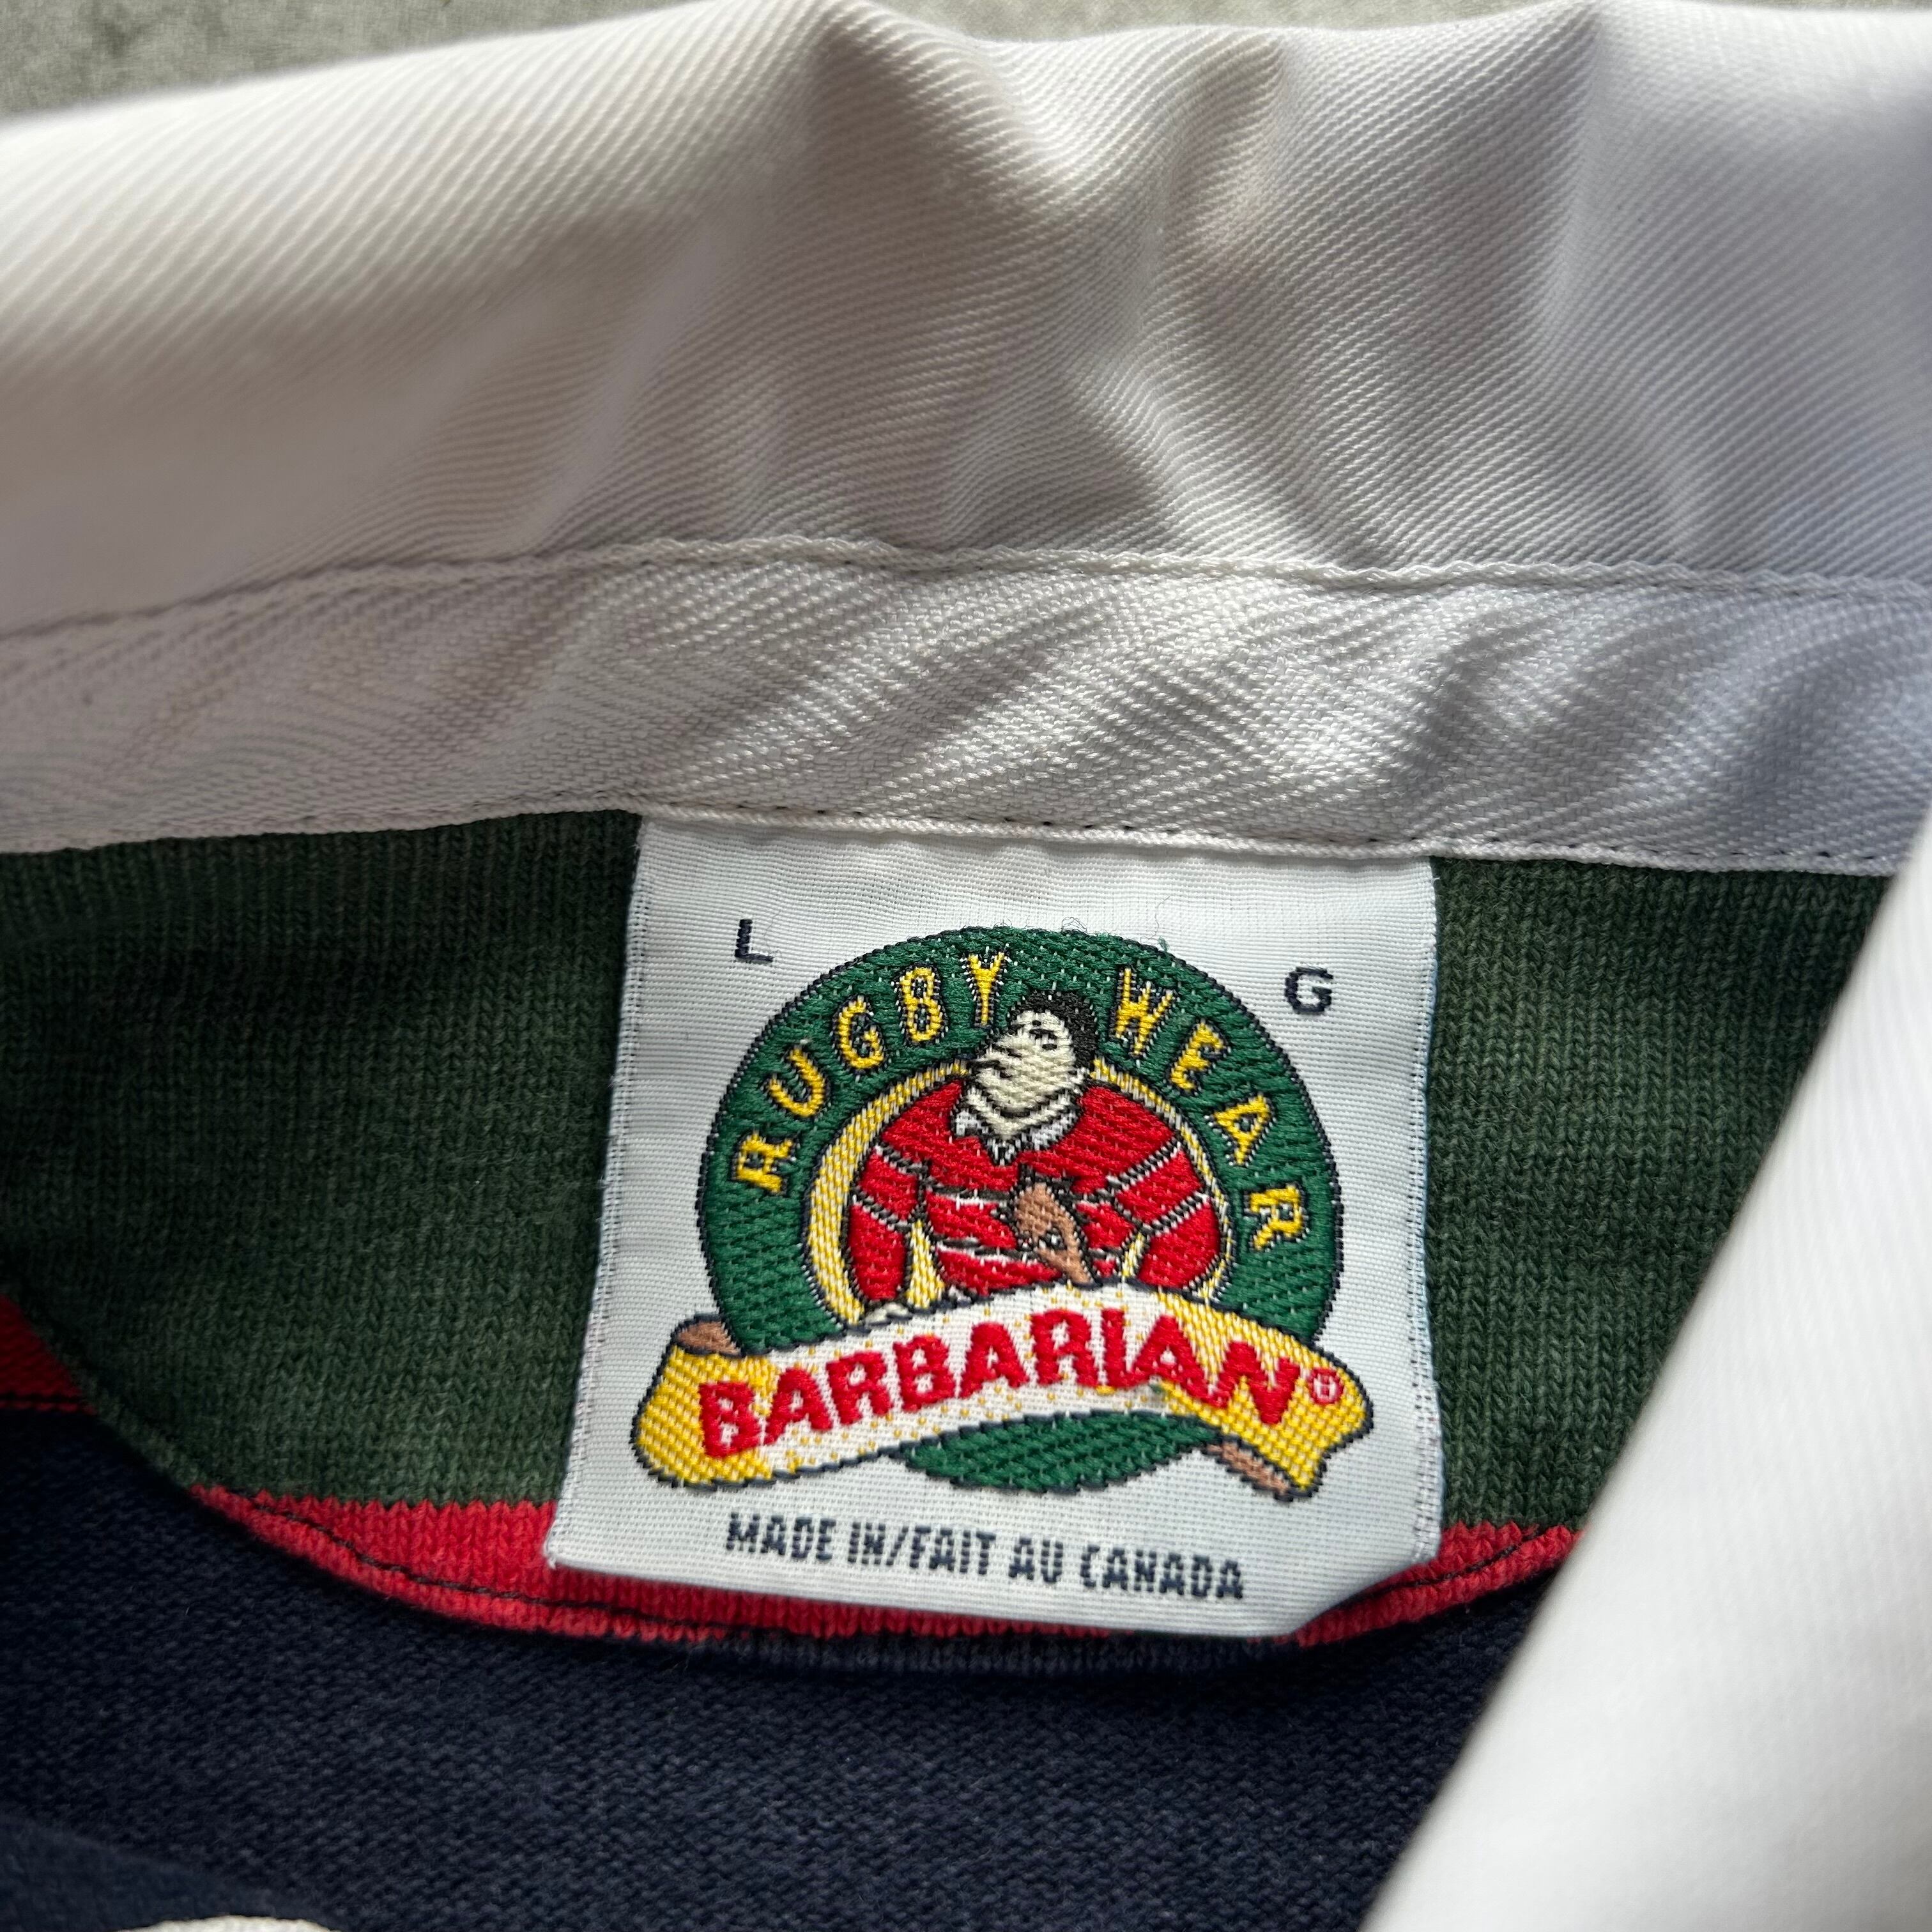 L G
RUGBY WEAR
BARBARIAN®
MADE IN/FAIT AU CANADA